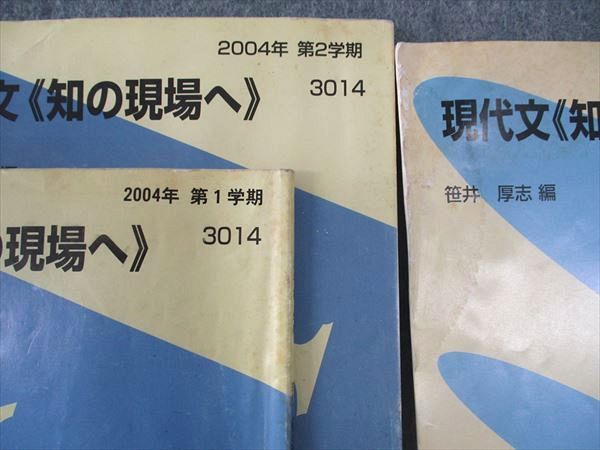 2004年 第2学期
3014
文《知の現場へ》
2004年 第1学期
3014
の現場へ》
現代文《知
笹井 厚志 編